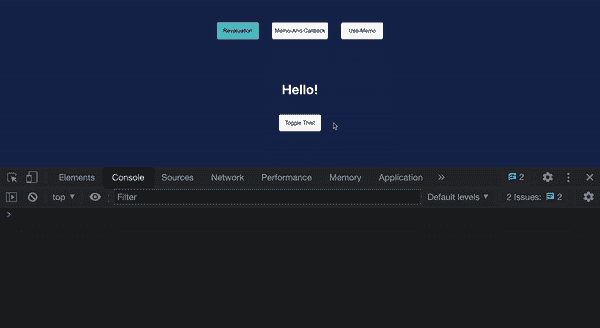 Revaluation Memo-And-Callback Use-Memo
Hello!
Toggle Text
Elements Console Sources Network Performance Memory Application » 2
top ▼ Filter Default levels ▼ 2 Issues: 2
>